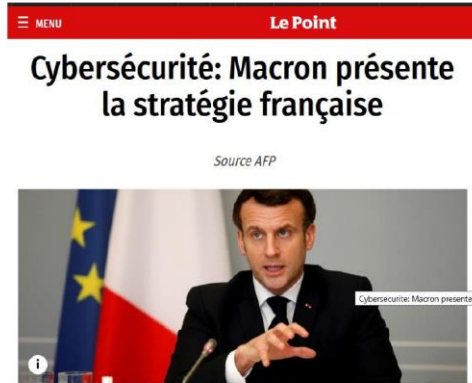 ☰ MENU
Le Point
Cybersécurité: Macron présente
la stratégie française
Source AFP
Cybersecurite: Macron presente
i